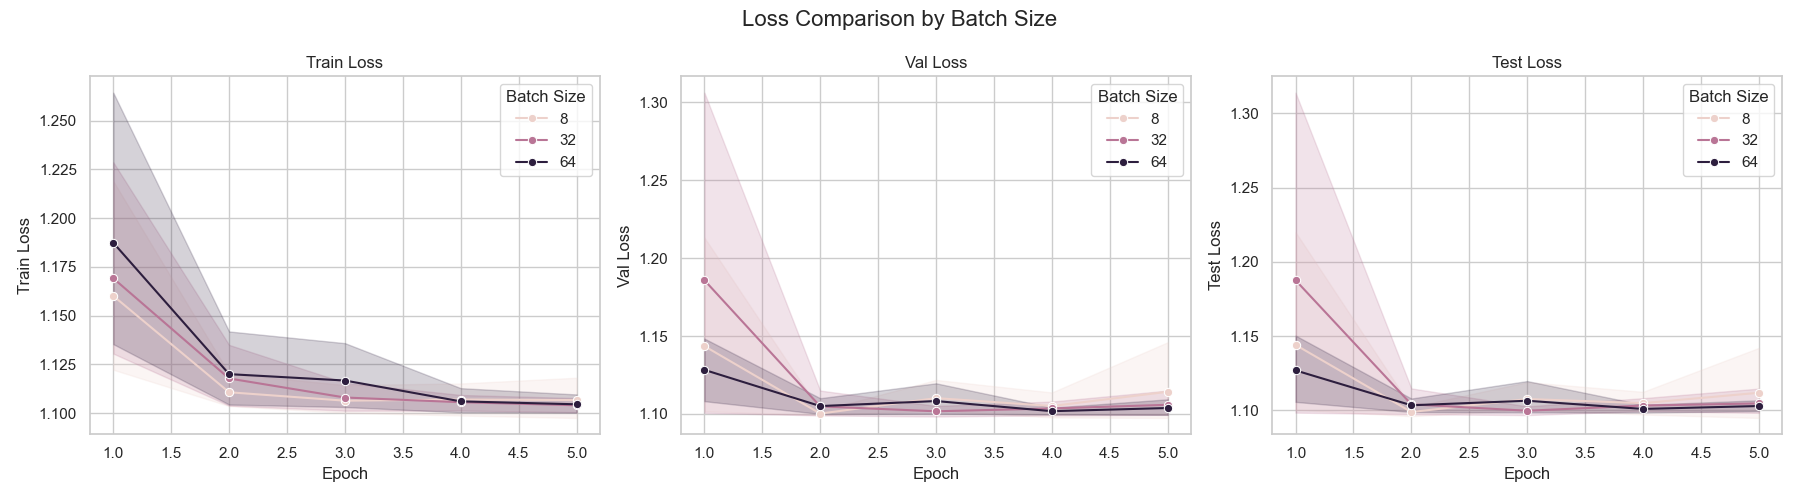 Loss Comparison by Batch Size
Train Loss
Train Loss
1.250
1.225
1.200
1.175
1.150
1.125
1.100
Batch Size
8
32
64
1.0 1.5 2.0 2.5 3.0 3.5 4.0 4.5 5.0
Epoch
Val Loss
Val Loss
1.30
1.25
1.20
1.15
1.10
Batch Size
8
32
64
1.0 1.5 2.0 2.5 3.0 3.5 4.0 4.5 5.0
Epoch
Test Loss
Test Loss
1.30
1.25
1.20
1.15
1.10
Batch Size
8
32
64
1.0 1.5 2.0 2.5 3.0 3.5 4.0 4.5 5.0
Epoch